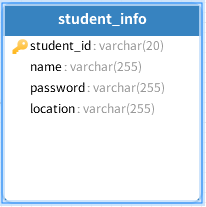 student_info
student_id : varchar(20)
name : varchar(255)
password : varchar(255)
location : varchar(255)